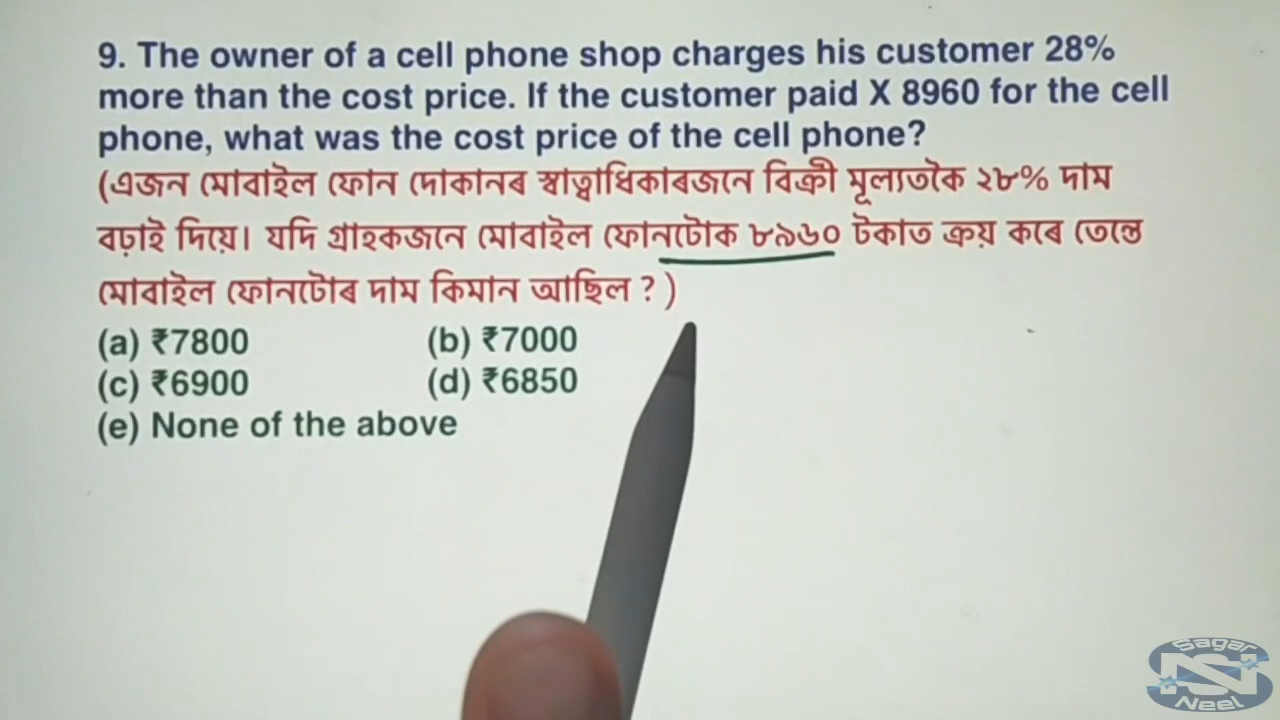 9. The owner of a cell phone shop charges his customer 28%
more than the cost price. If the customer paid X 8960 for the cell
phone, what was the cost price of the cell phone?
(এজন মোবাইল ফোন দোকানৰ স্বাত্বাধিকাৰজনে বিক্ৰী মূল্যতকৈ ২৮% দাম
বঢ়াই দিয়ে। যদি গ্ৰাহকজনে মোবাইল ফোনটোক ৮৯৬০ টকাত ক্ৰয় কৰে তেন্তে
মোবাইল ফোনটোৰ দাম কিমান আছিল ? )
(a) ₹7800 (b) ₹7000
(c) ₹6900 (d) ₹6850
(e) None of the above
Sagar
NS
Neel